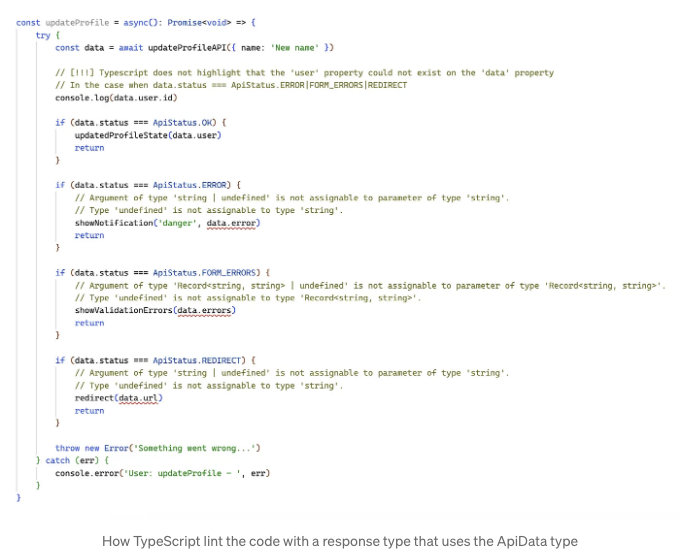 const updateProfile = async(): Promise<void> => {
try {
const data = await updateProfileAPI({ name: 'New name' })
// [!!!] Typescript does not highlight that the 'user' property could not exist on the 'data' property
// In the case when data.status === ApiStatus.ERROR|FORM_ERRORS|REDIRECT
console.log(data.user.id)
if (data.status === ApiStatus.OK) {
updatedProfileState(data.user)
return
}
if (data.status === ApiStatus.ERROR) {
// Argument of type 'string | undefined' is not assignable to parameter of type 'string'.
// Type 'undefined' is not assignable to type 'string'.
showNotification('danger', data.error)
return
}
if (data.status === ApiStatus.FORM_ERRORS) {
// Argument of type 'Record<string, string> | undefined' is not assignable to parameter of type 'Record<string, string>'.
// Type 'undefined' is not assignable to type 'Record<string, string>'.
showValidationErrors(data.errors)
return
}
if (data.status === ApiStatus.REDIRECT) {
// Argument of type 'string | undefined' is not assignable to parameter of type 'string'.
// Type 'undefined' is not assignable to type 'string'.
redirect(data.url)
return
}
throw new Error('Something went wrong...')
} catch (err) {
console.error('User: updateProfile - ', err)
}
}
How TypeScript lint the code with a response type that uses the ApiData type